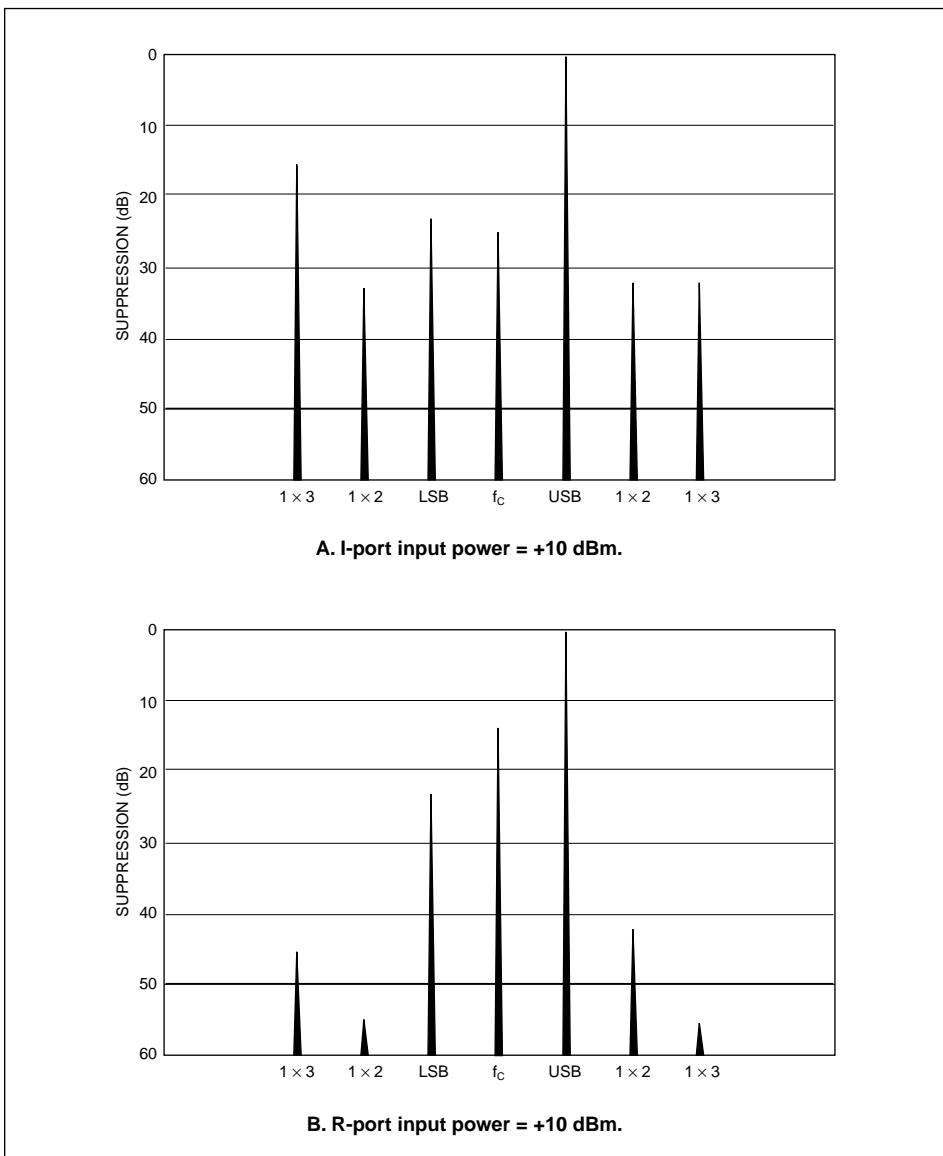 0
10
20
30
40
50
60
SUPPRESSION (dB)
1 × 3 1 × 2 LSB fC USB 1 × 2 1 × 3
A. I-port input power = +10 dBm.
0
10
20
30
40
50
60
SUPPRESSION (dB)
1 × 3 1 × 2 LSB fC USB 1 × 2 1 × 3
B. R-port input power = +10 dBm.